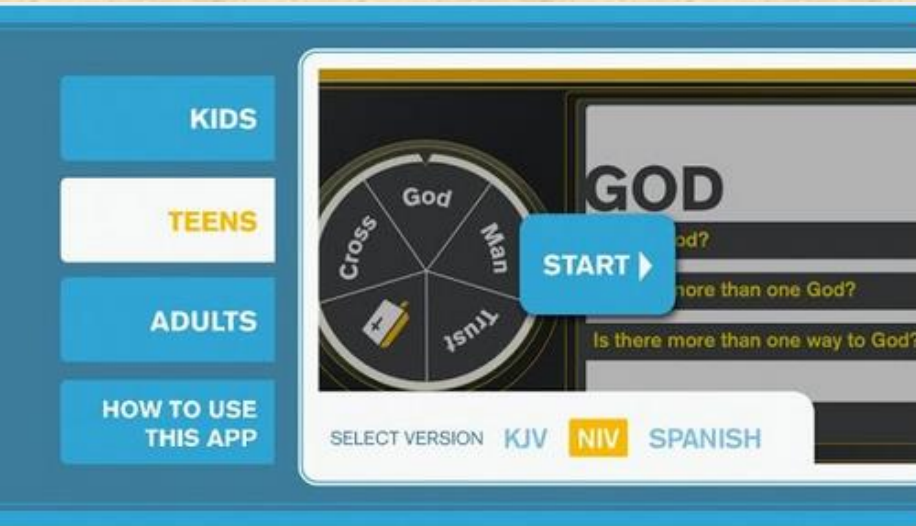 KIDS
TEENS
ADULTS
HOW TO USE
THIS APP
God
Man
Trust
Cross
GOD
od?
more than one God?
Is there more than one way to God?
START
SELECT VERSION KJV NIV SPANISH